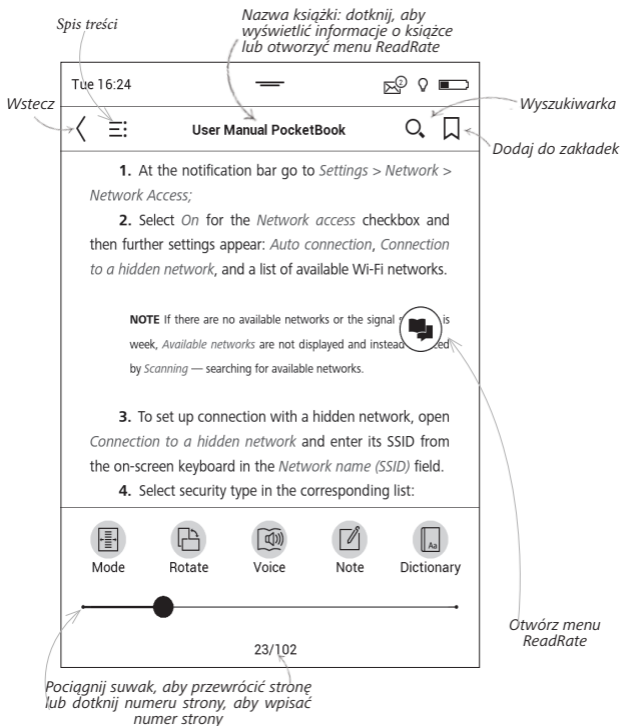 Nazwa książki: dotknij, aby
wyświetlić informacje o książce
lub otworzyć menu ReadRate
Spis treści
Wstecz
Tue 16:24
2
Wyszukiwarka
User Manual PocketBook
Dodaj do zakładek
1. At the notification bar go to Settings > Network >
Network Access;
2. Select On for the Network access checkbox and
then further settings appear: Auto connection, Connection
to a hidden network, and a list of available Wi-Fi networks.
NOTE If there are no available networks or the signal is
week, Available networks are not displayed and instead
by Scanning — searching for available networks.
3. To set up connection with a hidden network, open
Connection to a hidden network and enter its SSID from
the on-screen keyboard in the Network name (SSID) field.
4. Select security type in the corresponding list:
Aa
Mode Rotate Voice Note Dictionary
Otwórz menu
ReadRate
23/102
Pociągnij suwak, aby przewrócić stronę
lub dotknij numeru strony, aby wpisać
numer strony